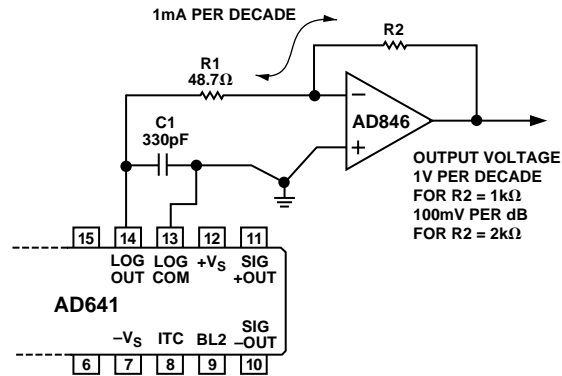 1mA PER DECADE
R1
48.7Ω
R2
C1
330pF
–
+
AD846
OUTPUT VOLTAGE
1V PER DECADE
FOR R2 = 1kΩ
100mV PER dB
FOR R2 = 2kΩ
15 14 13 12 11
LOG OUT
LOG COM
+VS
SIG +OUT
AD641
–VS
ITC
BL2
SIG –OUT
6 7 8 9 10